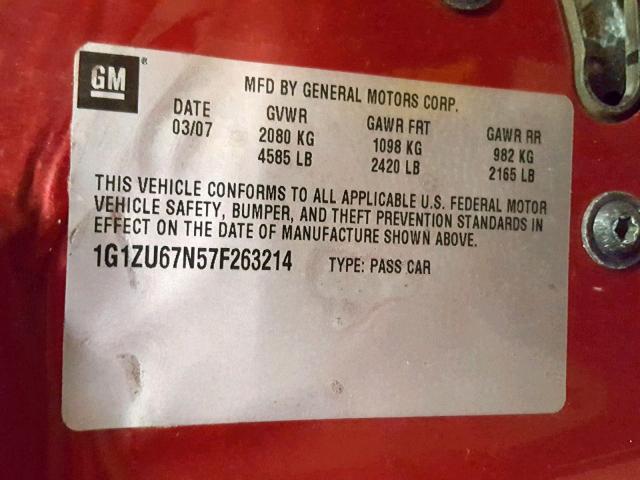 GM®
MFD BY GENERAL MOTORS CORP.
DATE GVWR GAWR FRT GAWR RR
03/07 2080 KG 1098 KG 982 KG
4585 LB 2420 LB 2165 LB
THIS VEHICLE CONFORMS TO ALL APPLICABLE U.S. FEDERAL MOTOR
VEHICLE SAFETY, BUMPER, AND THEFT PREVENTION STANDARDS IN
EFFECT ON THE DATE OF MANUFACTURE SHOWN ABOVE.
1G1ZU67N57F263214 TYPE: PASS CAR